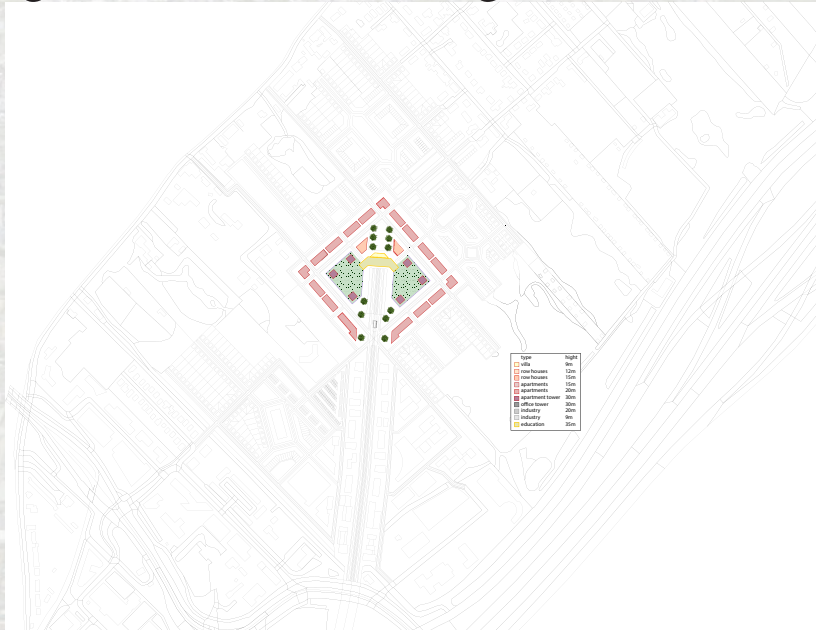 type hight
villa 9m
row houses 12m
row houses 15m
apartments 15m
apartments 20m
apartment tower 30m
office tower 30m
industry 20m
industry 9m
education 35m